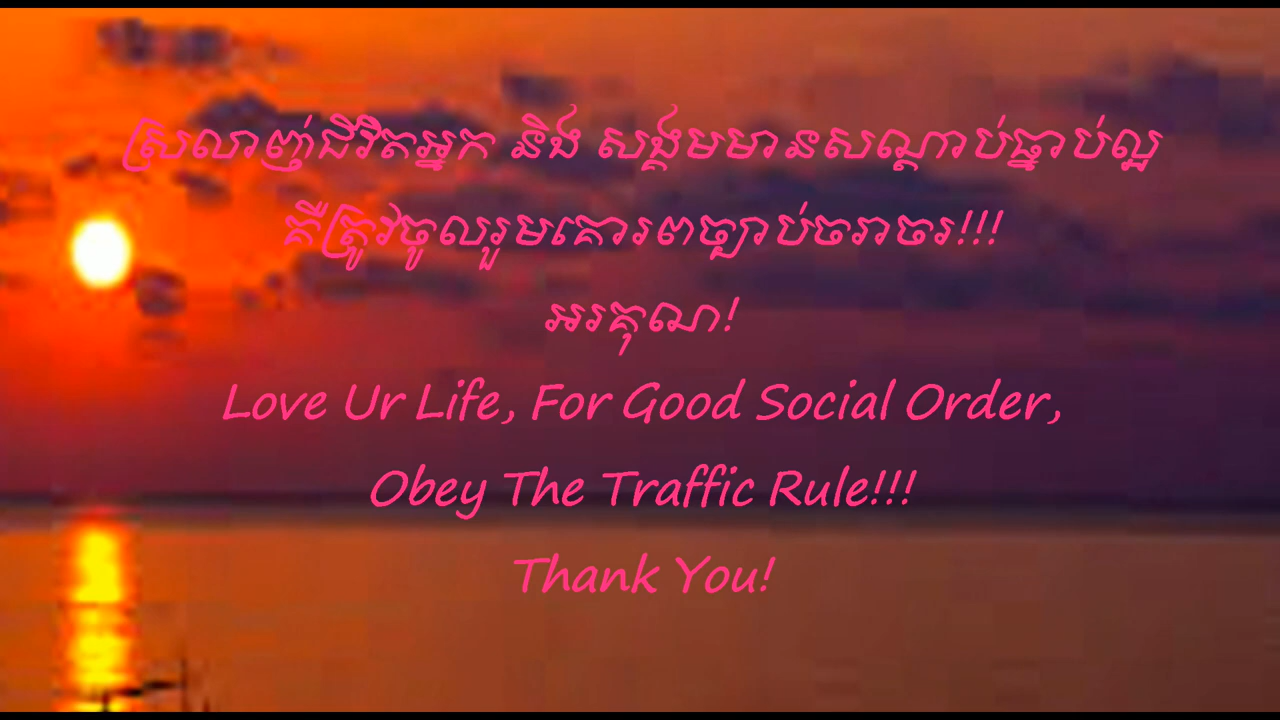 ស្រលាញ់ជីវិតអ្នក និង សង្គមមានសណ្ដាប់ធ្នាប់ល្អ
គឺត្រូវចូលរួមគោរពច្បាប់ចរាចរ!!!
អរគុណ!
Love Ur Life, For Good Social Order,
Obey The Traffic Rule!!!
Thank You!